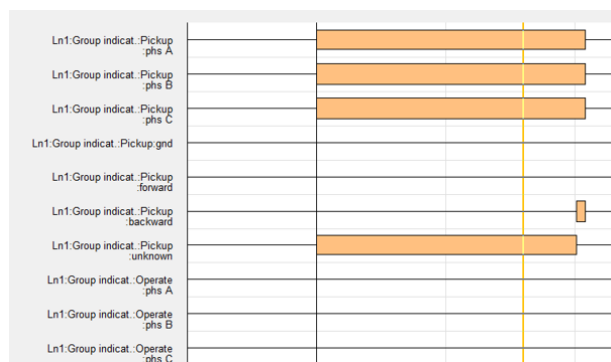 Ln1:Group indicat.:Pickup
:phs A
Ln1:Group indicat.:Pickup
:phs B
Ln1:Group indicat.:Pickup
:phs C
Ln1:Group indicat.:Pickup:gnd
Ln1:Group indicat.:Pickup
:forward
Ln1:Group indicat.:Pickup
:backward
Ln1:Group indicat.:Pickup
:unknown
Ln1:Group indicat.:Operate
:phs A
Ln1:Group indicat.:Operate
:phs B
Ln1:Group indicat.:Operate
:phs C